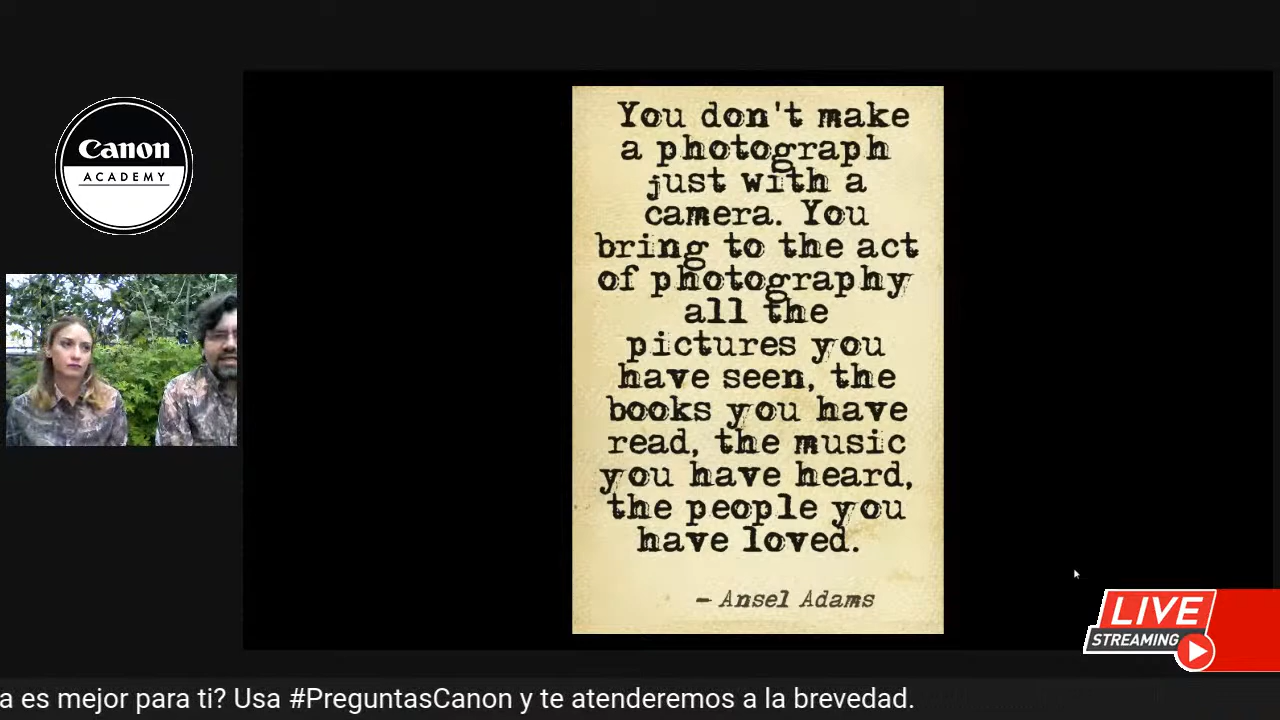 Canon
ACADEMY
You don't make
a photograph
just with a
camera. You
bring to the act
of photography
all the
pictures you
have seen, the
books you have
read, the music
you have heard,
the people you
have loved.
– Ansel Adams
LIVE
STREAMING
a es mejor para ti? Usa #PreguntasCanon y te atenderemos a la brevedad.